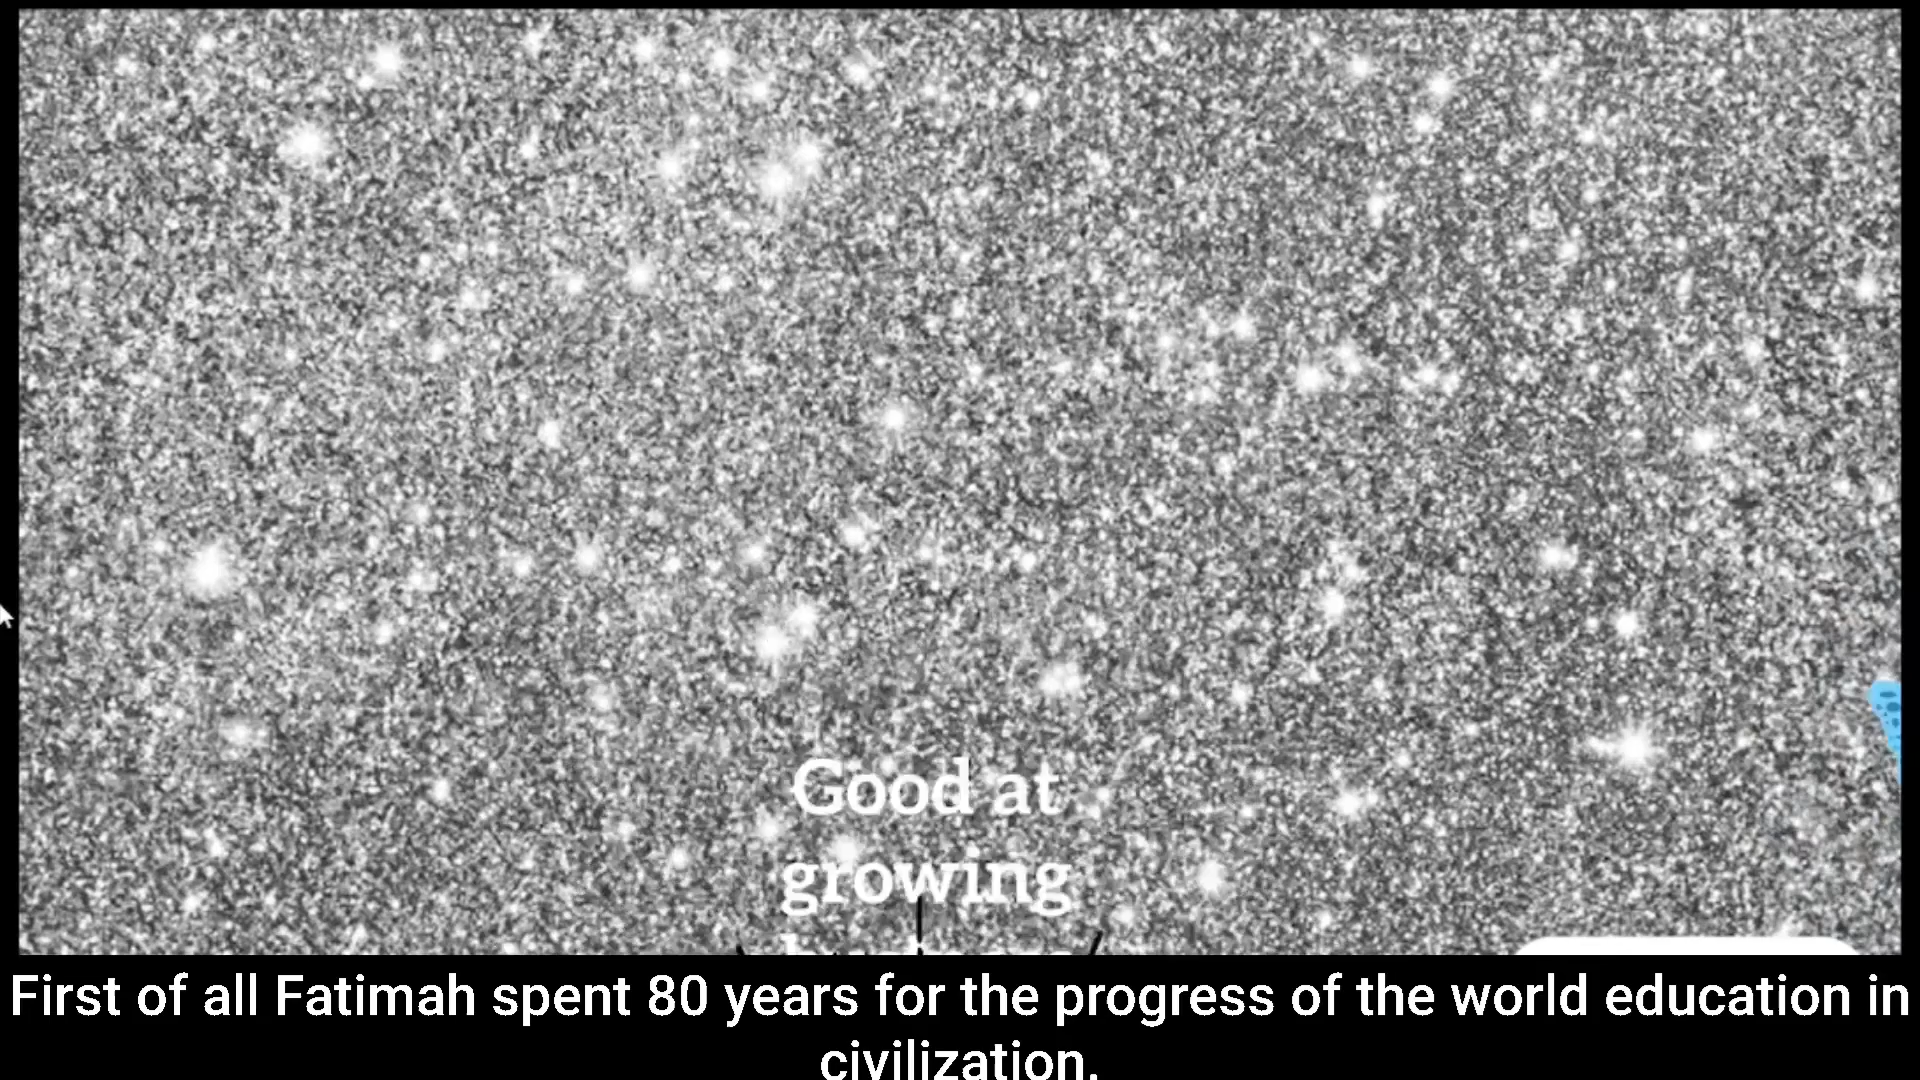 Good at
growing
First of all Fatimah spent 80 years for the progress of the world education in
civilization.